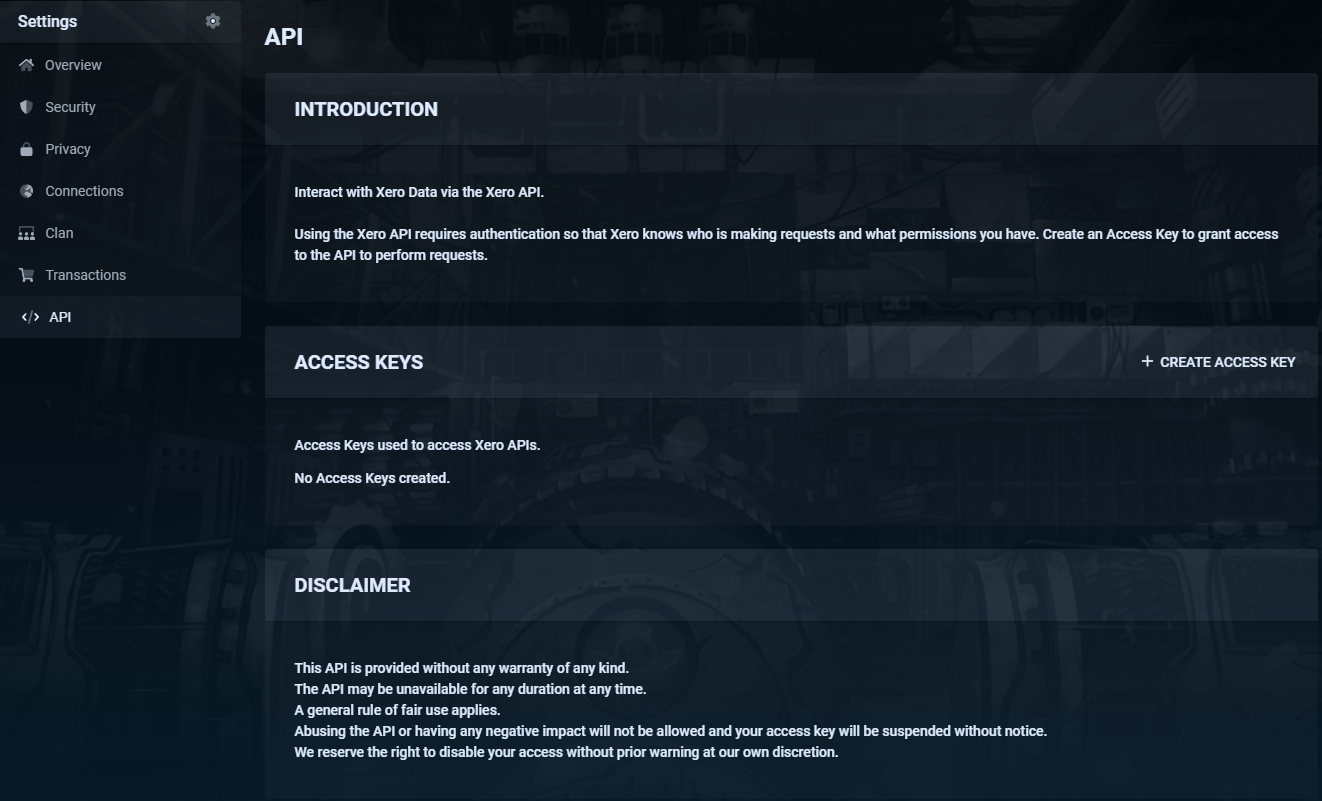 Settings
Overview
Security
Privacy
Connections
Clan
Transactions
API
API
INTRODUCTION
Interact with Xero Data via the Xero API.
Using the Xero API requires authentication so that Xero knows who is making requests and what permissions you have. Create an Access Key to grant access
to the API to perform requests.
ACCESS KEYS
CREATE ACCESS KEY
Access Keys used to access Xero APIs.
No Access Keys created.
DISCLAIMER
This API is provided without any warranty of any kind.
The API may be unavailable for any duration at any time.
A general rule of fair use applies.
Abusing the API or having any negative impact will not be allowed and your access key will be suspended without notice.
We reserve the right to disable your access without prior warning at our own discretion.